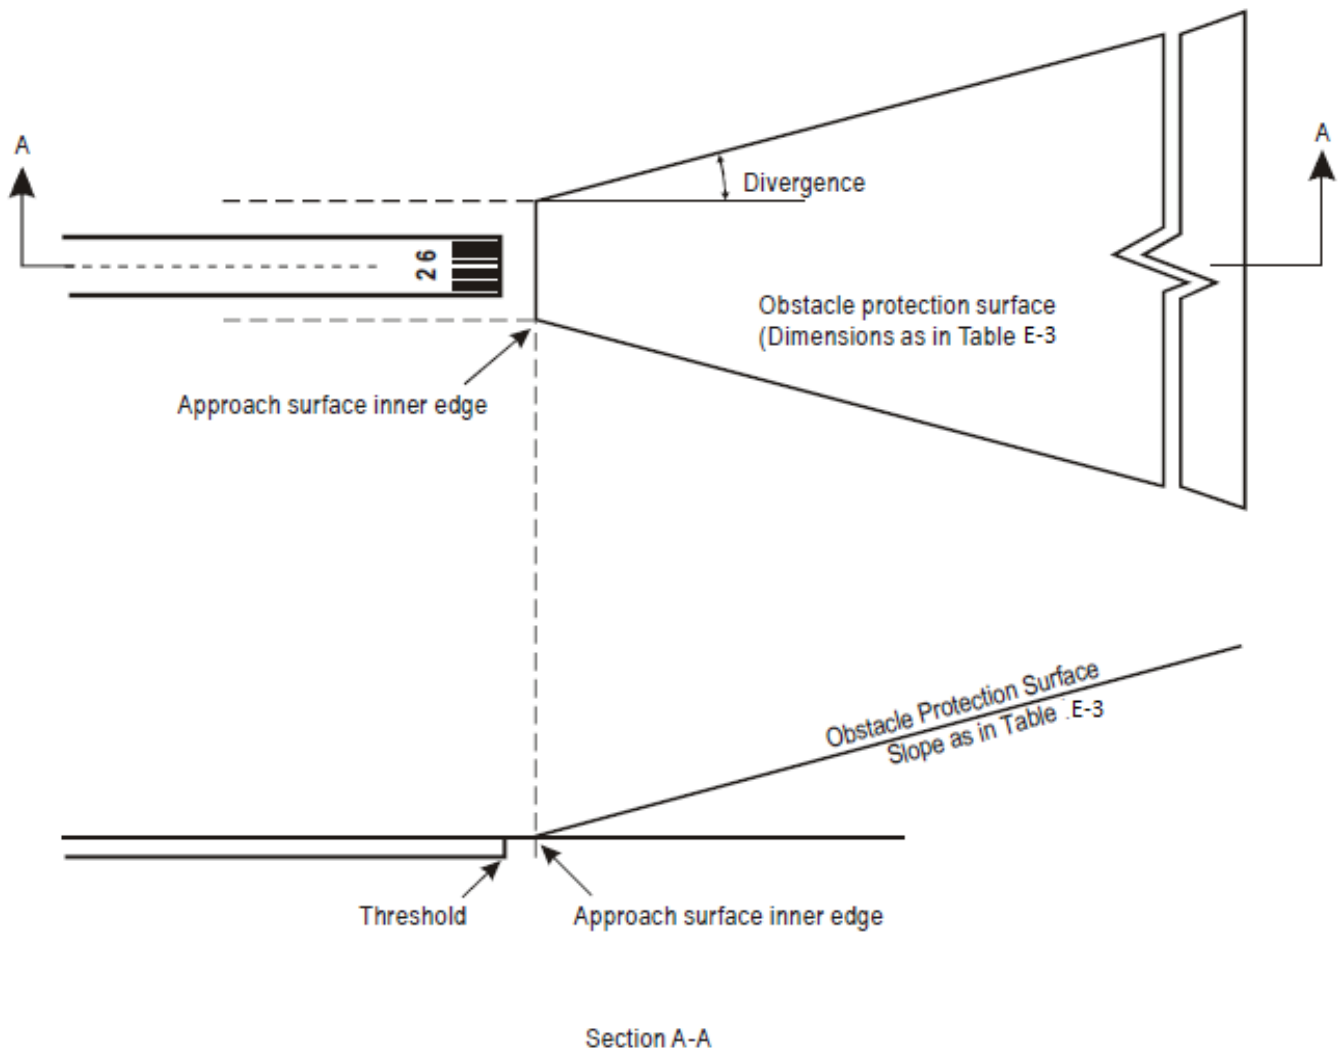 A
A
Divergence
26
Obstacle protection surface
(Dimensions as in Table E-3
Approach surface inner edge
Obstacle Protection Surface
Slope as in Table .E-3
Threshold
Approach surface inner edge
Section A-A